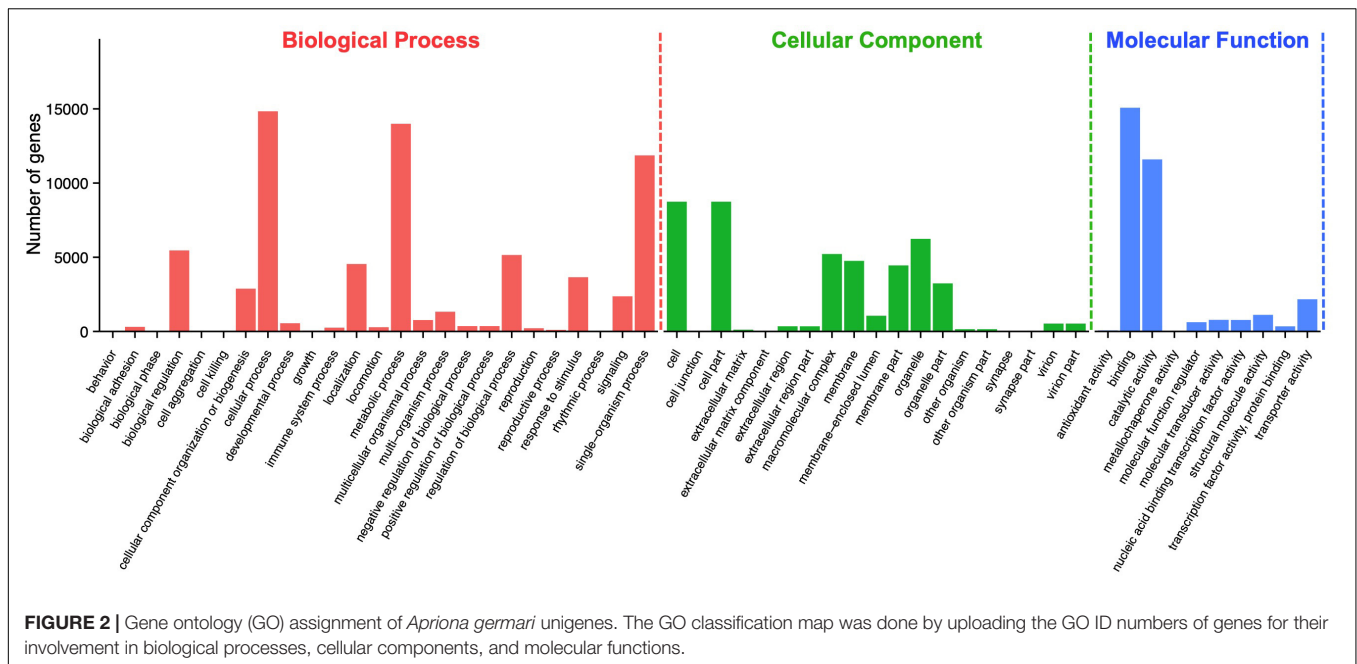 Biological Process
Cellular Component
Molecular Function
Number of genes
15000
10000
5000
0
behavior
biological adhesion
biological phase
biological regulation
cell aggregation
cell killing
cellular component organization or biogenesis
cellular process
developmental process
growth
immune system process
localization
locomotion
metabolic process
multicellular organismal process
multi−organism process
negative regulation of biological process
positive regulation of biological process
regulation of biological process
reproduction
reproductive process
response to stimulus
rhythmic process
signaling
single−organism process
cell
cell junction
cell part
extracellular matrix
extracellular matrix component
extracellular region
extracellular region part
macromolecular complex
membrane
membrane−enclosed lumen
membrane part
organelle
organelle part
other organism
other organism part
synapse
synapse part
virion
virion part
antioxidant activity
binding
catalytic activity
metallochaperone activity
molecular function regulator
molecular transducer activity
nucleic acid binding transcription factor activity
structural molecule activity
transcription factor activity, protein binding
transporter activity
FIGURE 2 | Gene ontology (GO) assignment of Apriona germari unigenes. The GO classification map was done by uploading the GO ID numbers of genes for their
involvement in biological processes, cellular components, and molecular functions.